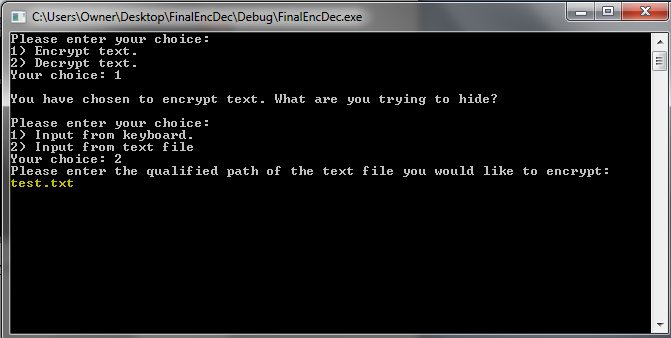 C:\Users\Owner\Desktop\FinalEncDec\Debug\FinalEncDec.exe
Please enter your choice:
1) Encrypt text.
2) Decrypt text.
Your choice: 1
You have chosen to encrypt text. What are you trying to hide?
Please enter your choice:
1) Input from keyboard.
2) Input from text file
Your choice: 2
Please enter the qualified path of the text file you would like to encrypt:
test.txt